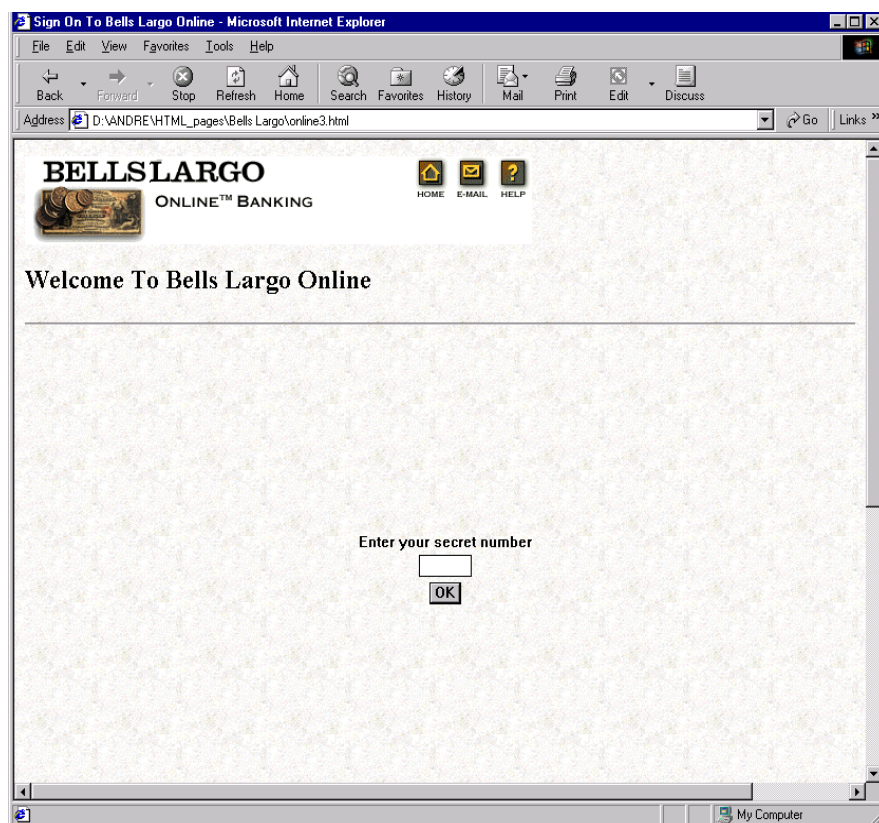 Sign On To Bells Largo Online - Microsoft Internet Explorer
File Edit View Favorites Tools Help
Back Forward Stop Refresh Home Search Favorites History Mail Print Edit Discuss
Address D:\ANDRE\HTML_pages\Bells Largo\online3.html Go Links »
BELLS LARGO
ONLINE™ BANKING
HOME E-MAIL HELP
Welcome To Bells Largo Online
Enter your secret number
OK
My Computer